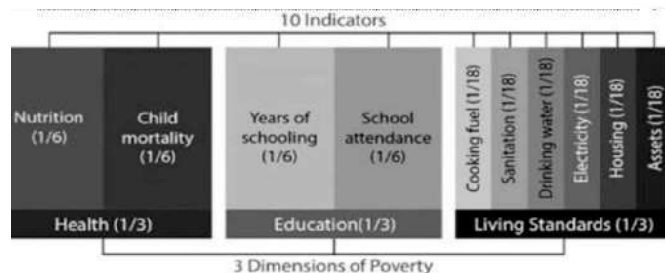 10 Indicators
Nutrition
(1/6)
Child
mortality
(1/6)
Years of
schooling
(1/6)
School
attendance
(1/6)
Cooking fuel (1/18)
Sanitation (1/18)
Drinking water (1/18)
Electricity (1/18)
Housing (1/18)
Assets (1/18)
Health (1/3)
Education(1/3)
Living Standards (1/3)
3 Dimensions of Poverty